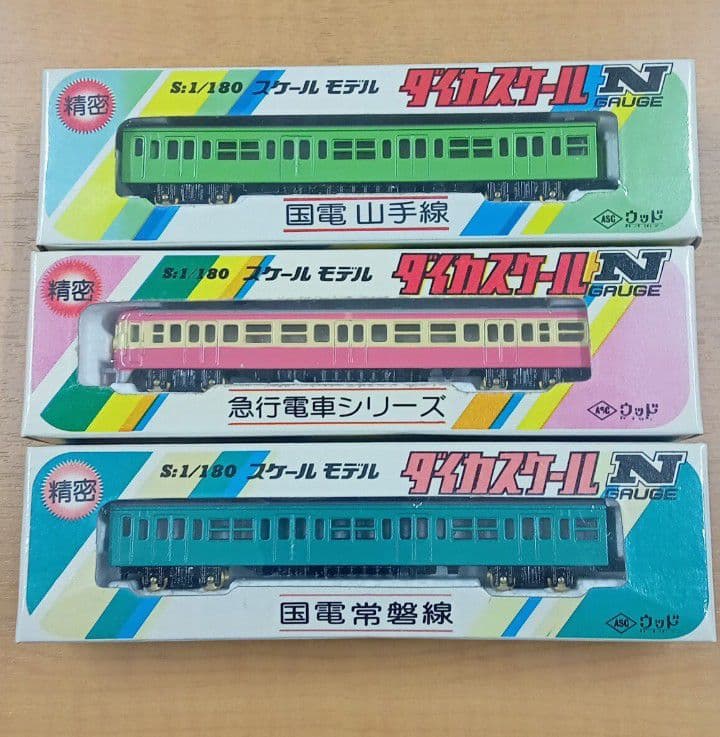 精密
S:1/180 スケール モデル
ダイカスケール N
GAUGE
国電 山手線
ASC ウッド
精密
S:1/180 スケール モデル
ダイカスケール N
GAUGE
急行電車シリーズ
ASC ウッド
精密
S:1/180 スケール モデル
ダイカスケール N
GAUGE
国電常磐線
ASC ウッド